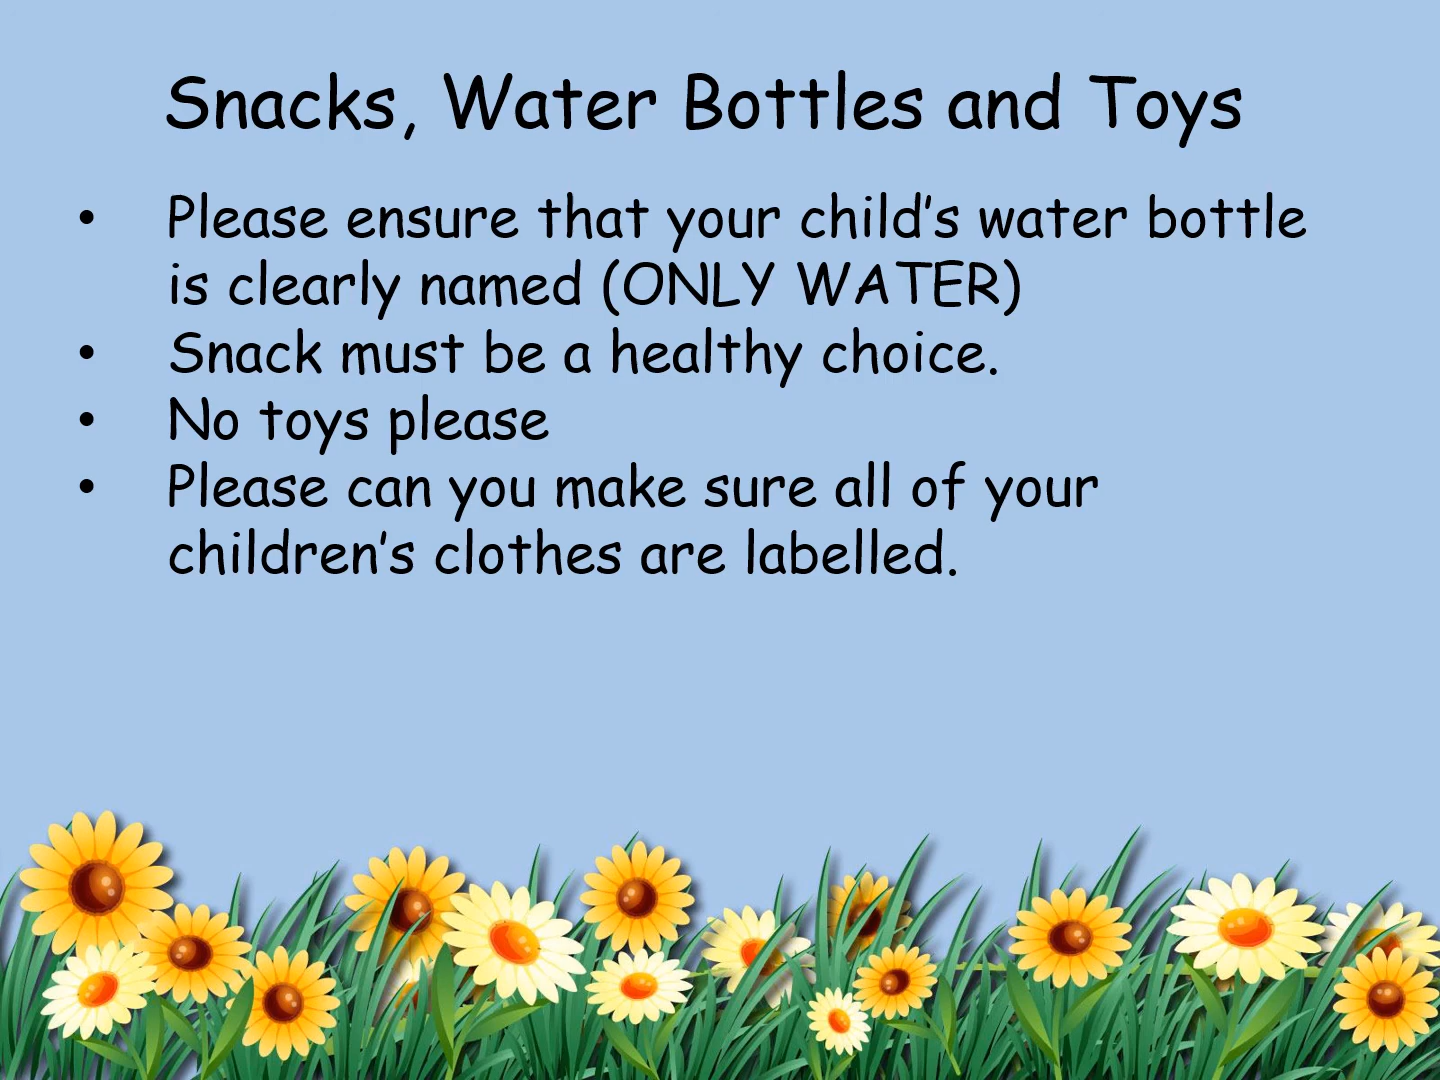 Snacks, Water Bottles and Toys
• Please ensure that your child’s water bottle
is clearly named (ONLY WATER)
• Snack must be a healthy choice.
• No toys please
• Please can you make sure all of your
children’s clothes are labelled.